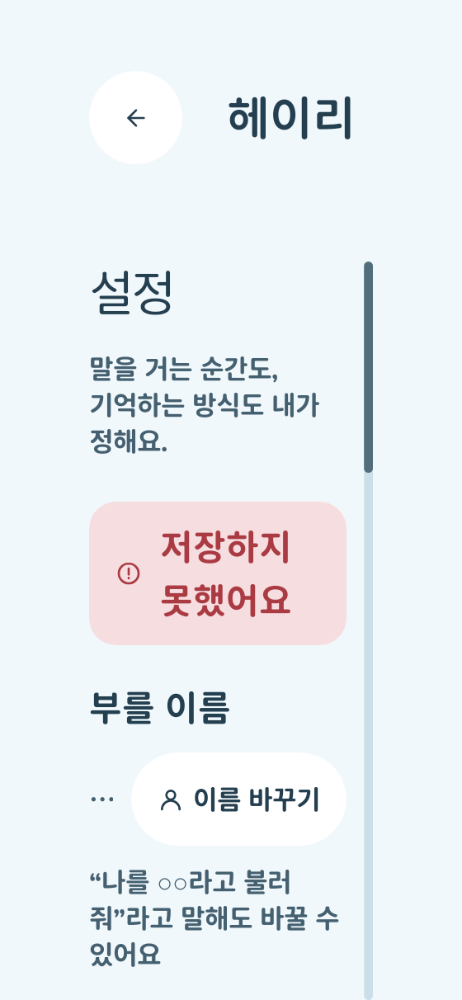 헤이리
설정
말을 거는 순간도,
기억하는 방식도 내가
정해요.
저장하지
못했어요
부를 이름
… 이름 바꾸기
“나를 ○○라고 불러
줘”라고 말해도 바꿀 수
있어요